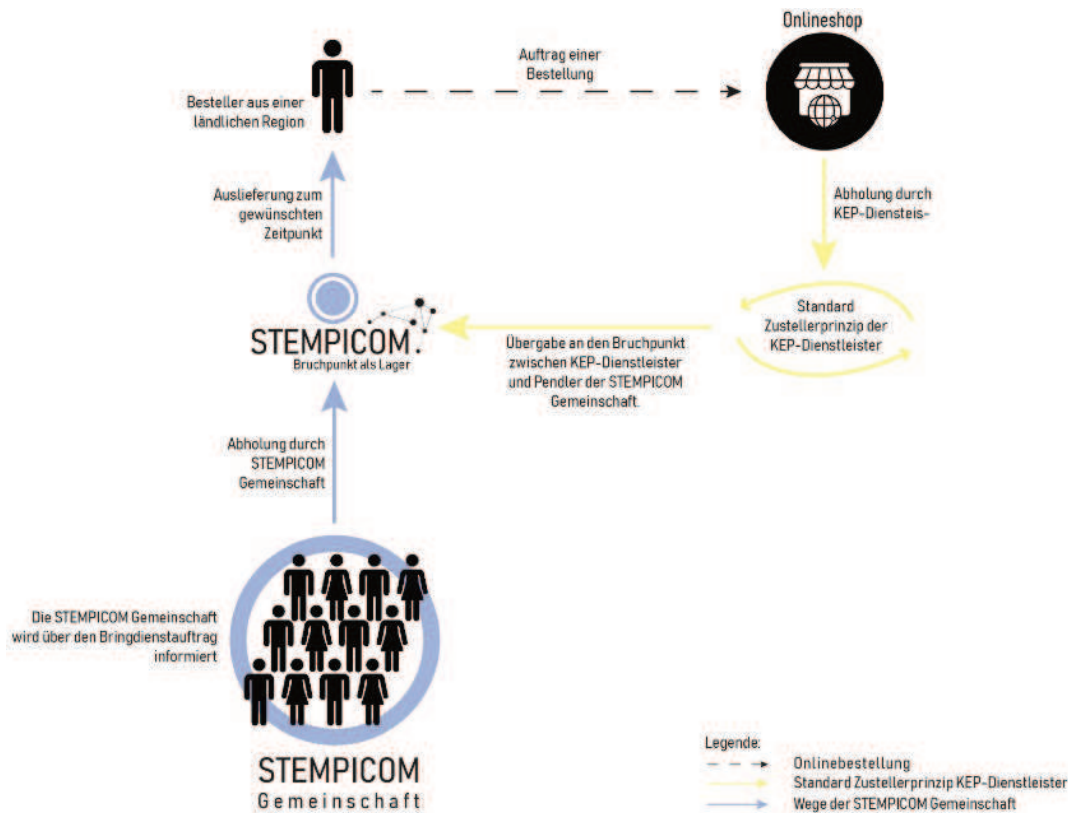 Onlineshop
Auftrag einer
Bestellung
Besteller aus einer
ländlichen Region
Auslieferung zum
gewünschten
Zeitpunkt
Abholung durch
KEP-Diensteis-
Standard
Zustellerprinzip der
KEP-Dienstleister
STEMPICOM
Bruchpunkt als Lager
Übergabe an den Bruchpunkt
zwischen KEP-Dienstleister
und Pendler der STEMPICOM
Gemeinschaft.
Abholung durch
STEMPICOM
Gemeinschaft
Die STEMPICOM Gemeinschaft
wird über den Bringdienstauftrag
informiert
STEMPICOM
Gemeinschaft
Legende:
Onlinebestellung
Standard Zustellerprinzip KEP-Dienstleister
Wege der STEMPICOM Gemeinschaft